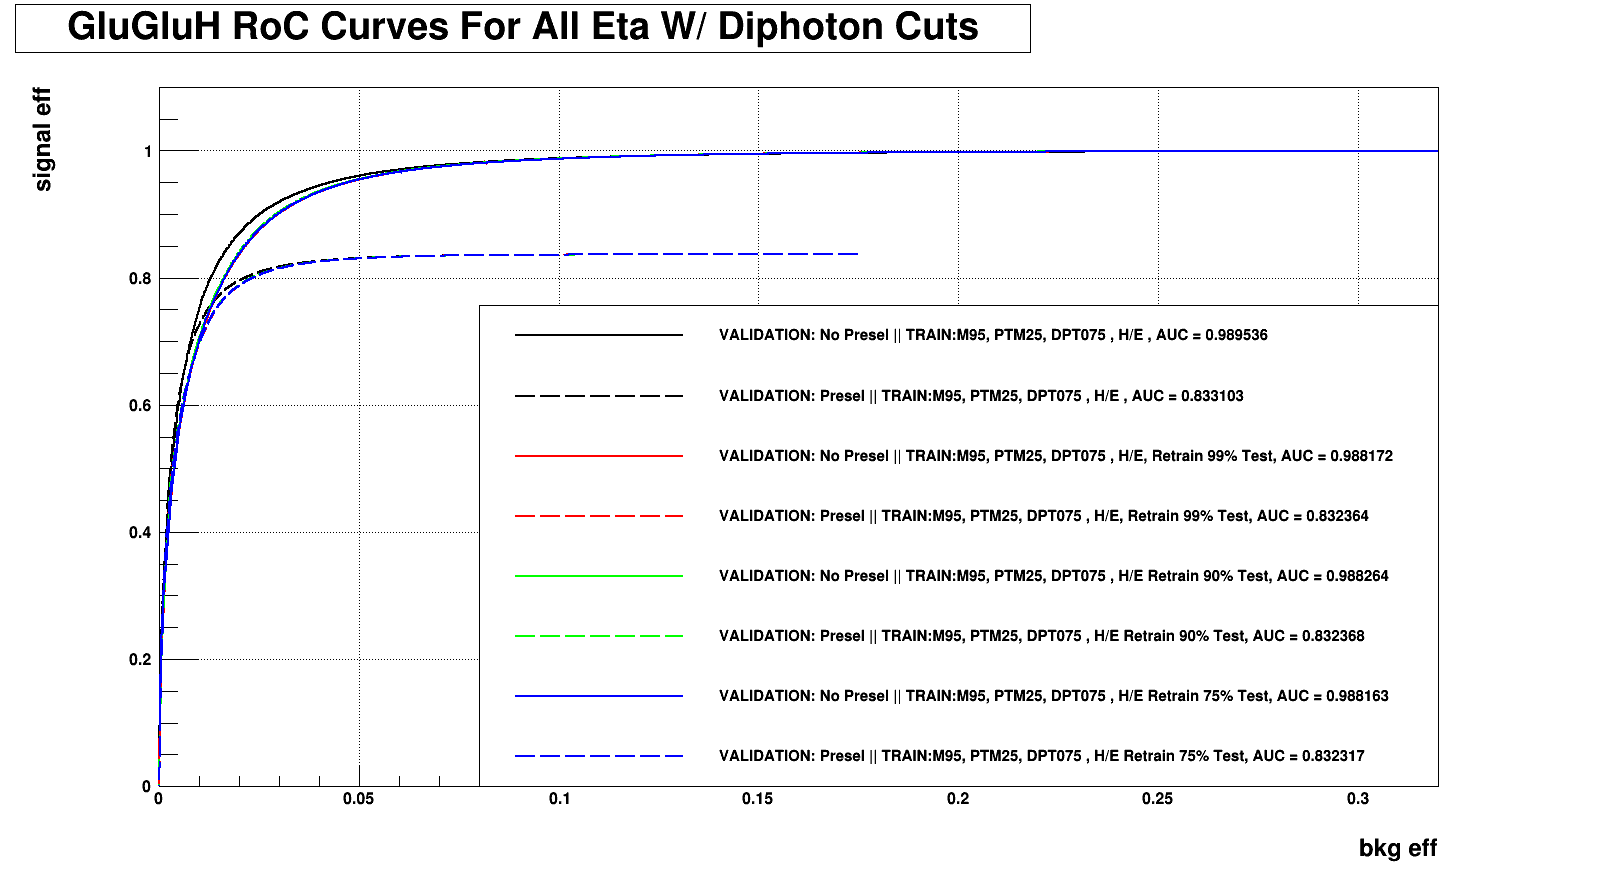 GluGluH RoC Curves For All Eta W/ Diphoton Cuts
signal eff
1
0.8
0.6
0.4
0.2
0
VALIDATION: No Presel || TRAIN:M95, PTM25, DPT075 , H/E , AUC = 0.989536
VALIDATION: Presel || TRAIN:M95, PTM25, DPT075 , H/E , AUC = 0.833103
VALIDATION: No Presel || TRAIN:M95, PTM25, DPT075 , H/E, Retrain 99% Test, AUC = 0.988172
VALIDATION: Presel || TRAIN:M95, PTM25, DPT075 , H/E, Retrain 99% Test, AUC = 0.832364
VALIDATION: No Presel || TRAIN:M95, PTM25, DPT075 , H/E Retrain 90% Test, AUC = 0.988264
VALIDATION: Presel || TRAIN:M95, PTM25, DPT075 , H/E Retrain 90% Test, AUC = 0.832368
VALIDATION: No Presel || TRAIN:M95, PTM25, DPT075 , H/E Retrain 75% Test, AUC = 0.988163
VALIDATION: Presel || TRAIN:M95, PTM25, DPT075 , H/E Retrain 75% Test, AUC = 0.832317
0 0.05 0.1 0.15 0.2 0.25 0.3
bkg eff